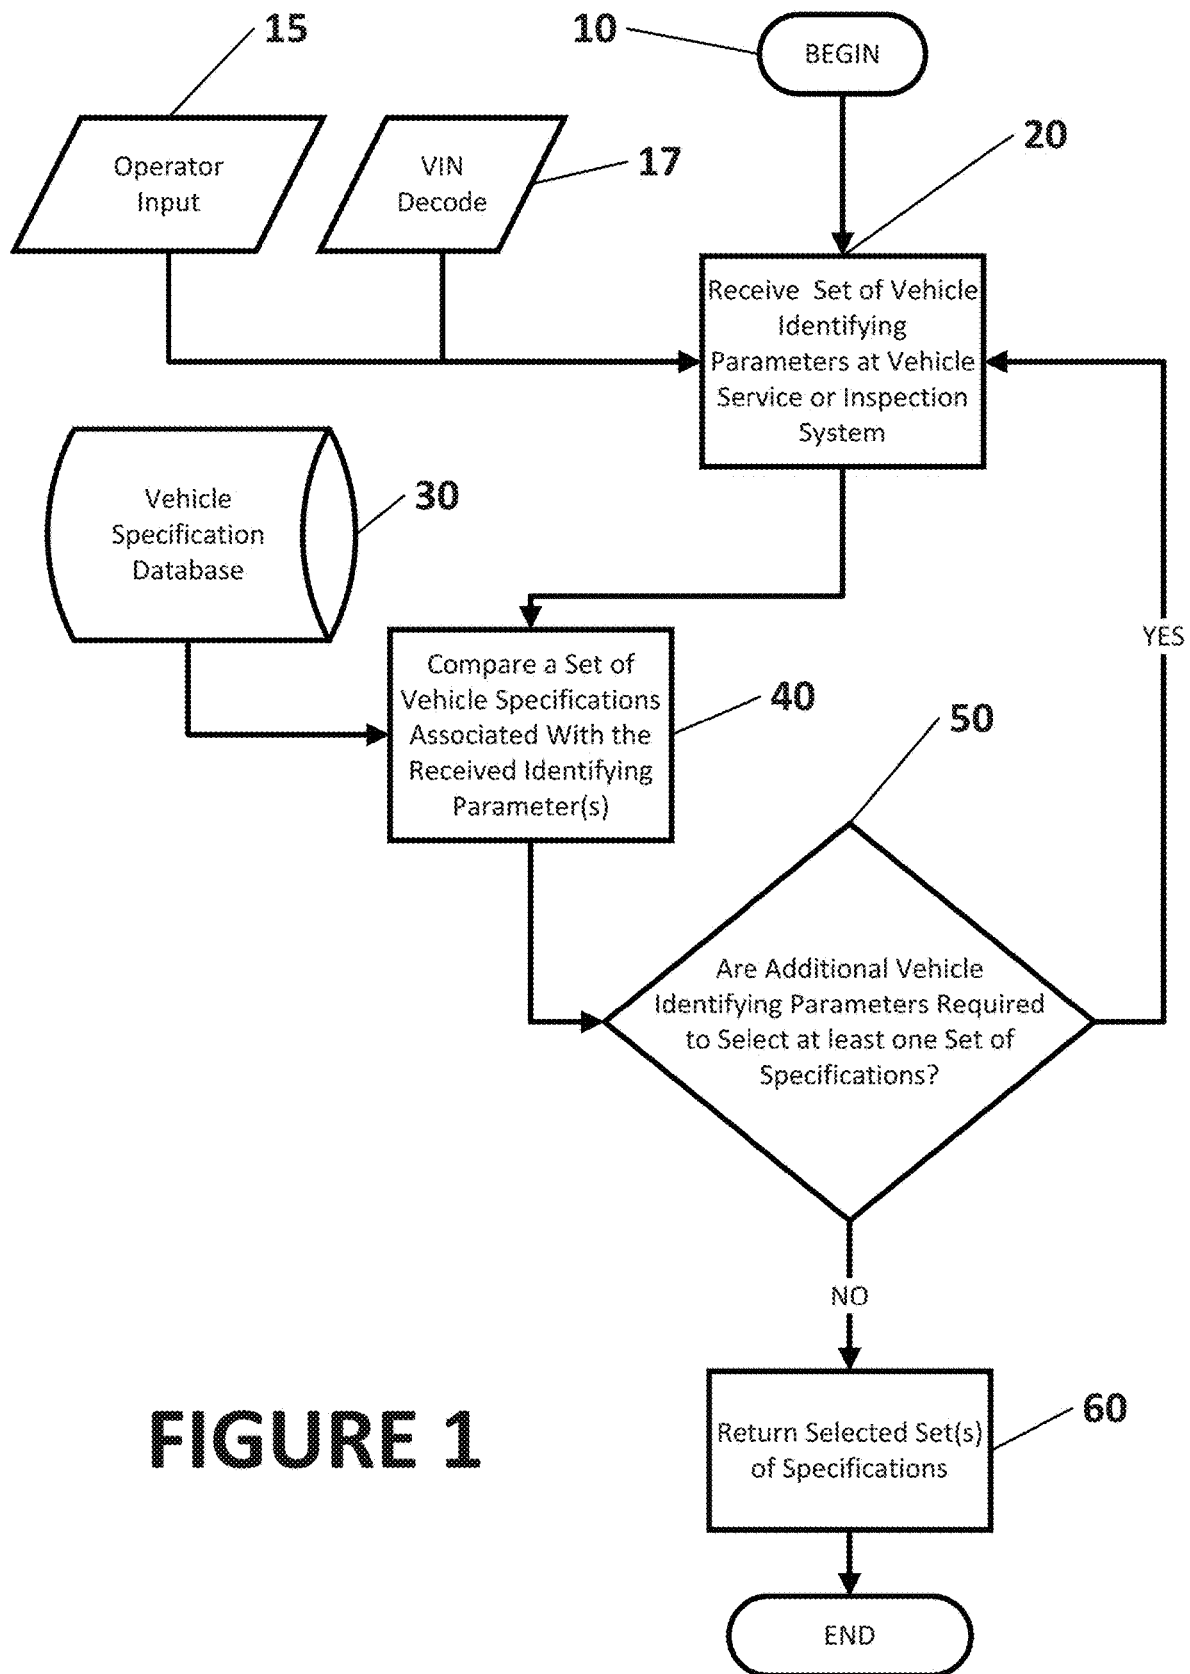 15
10
BEGIN
20
Operator
Input
VIN
Decode
17
Receive Set of Vehicle
Identifying
Parameters at Vehicle
Service or Inspection
System
Vehicle
Specification
Database
30
YES
Compare a Set of
Vehicle Specifications
Associated With the
Received Identifying
Parameter(s)
40
50
Are Additional Vehicle
Identifying Parameters Required
to Select at least one Set of
Specifications?
NO
FIGURE 1
Return Selected Set(s)
of Specifications
60
END